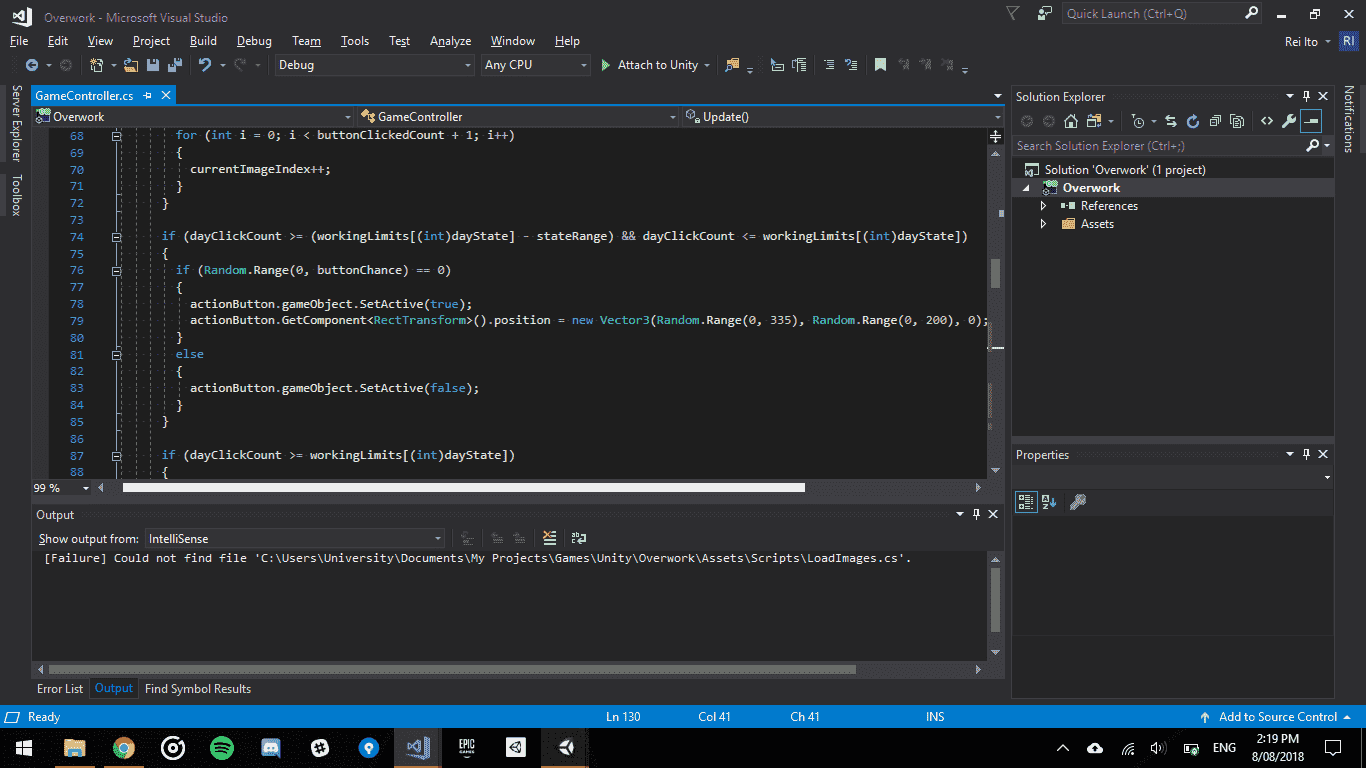 Overwork - Microsoft Visual Studio
Quick Launch (Ctrl+Q)
File Edit View Project Build Debug Team Tools Test Analyze Window Help
Rei Ito RI
Debug Any CPU Attach to Unity
Server Explorer
Toolbox
GameController.cs
Overwork GameController Update()
68 for (int i = 0; i < buttonClickedCount + 1; i++)
69 {
70 currentImageIndex++;
71 }
72 }
73
74 if (dayClickCount >= (workingLimits[(int)dayState] - stateRange) && dayClickCount <= workingLimits[(int)dayState])
75 {
76 if (Random.Range(0, buttonChance) == 0)
77 {
78 actionButton.gameObject.SetActive(true);
79 actionButton.GetComponent<RectTransform>().position = new Vector3(Random.Range(0, 335), Random.Range(0, 200), 0);
80 }
81 else
82 {
83 actionButton.gameObject.SetActive(false);
84 }
85 }
86
87 if (dayClickCount >= workingLimits[(int)dayState])
88 {
99 %
Output
Show output from: IntelliSense
[Failure] Could not find file 'C:\Users\University\Documents\My Projects\Games\Unity\Overwork\Assets\Scripts\LoadImages.cs'.
Error List Output Find Symbol Results
Solution Explorer
Search Solution Explorer (Ctrl+;)
Solution 'Overwork' (1 project)
Overwork
References
Assets
Properties
Notifications
Ready Ln 130 Col 41 Ch 41 INS Add to Source Control
EPIC GAMES
ENG
2:19 PM
8/08/2018